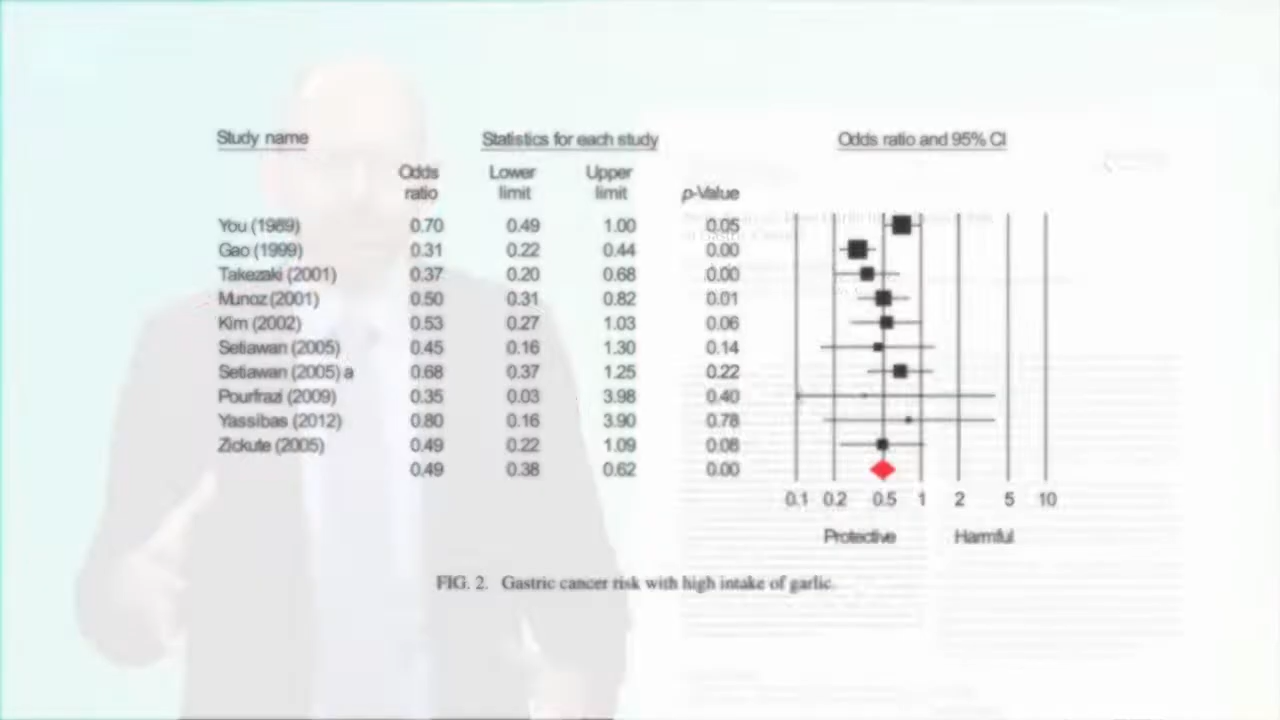 Study name Statistics for each study Odds ratio and 95% CI
Odds ratio Lower limit Upper limit p-Value
You (1989) 0.70 0.49 1.00 0.05
Gao (1999) 0.31 0.22 0.44 0.00
Takezaki (2001) 0.37 0.20 0.68 0.00
Munoz (2001) 0.50 0.31 0.82 0.01
Kim (2002) 0.53 0.27 1.03 0.06
Setiawan (2005) 0.45 0.16 1.30 0.14
Setiawan (2005) a 0.68 0.37 1.25 0.22
Pourfrazi (2009) 0.35 0.03 3.98 0.40
Yassibas (2012) 0.80 0.16 3.90 0.78
Zickute (2005) 0.49 0.22 1.09 0.08
0.49 0.38 0.62 0.00
0.1 0.2 0.5 1 2 5 10
Protective Harmful
FIG. 2. Gastric cancer risk with high intake of garlic.